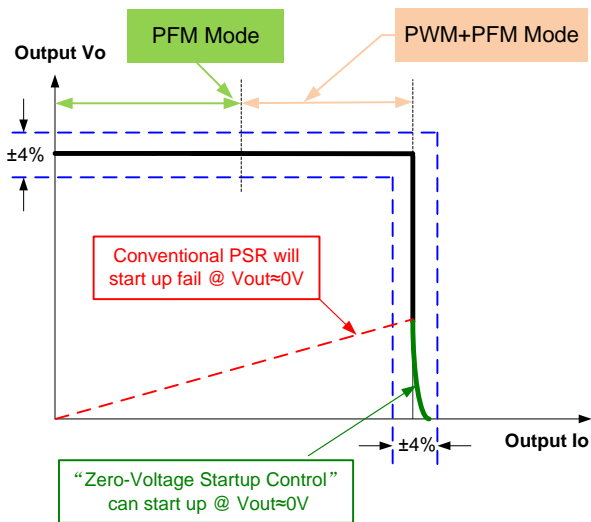 PFM Mode
PWM+PFM Mode
Output Vo
±4%
Conventional PSR will
start up fail @ Vout≈0V
±4%
Output Io
“Zero-Voltage Startup Control”
can start up @ Vout≈0V